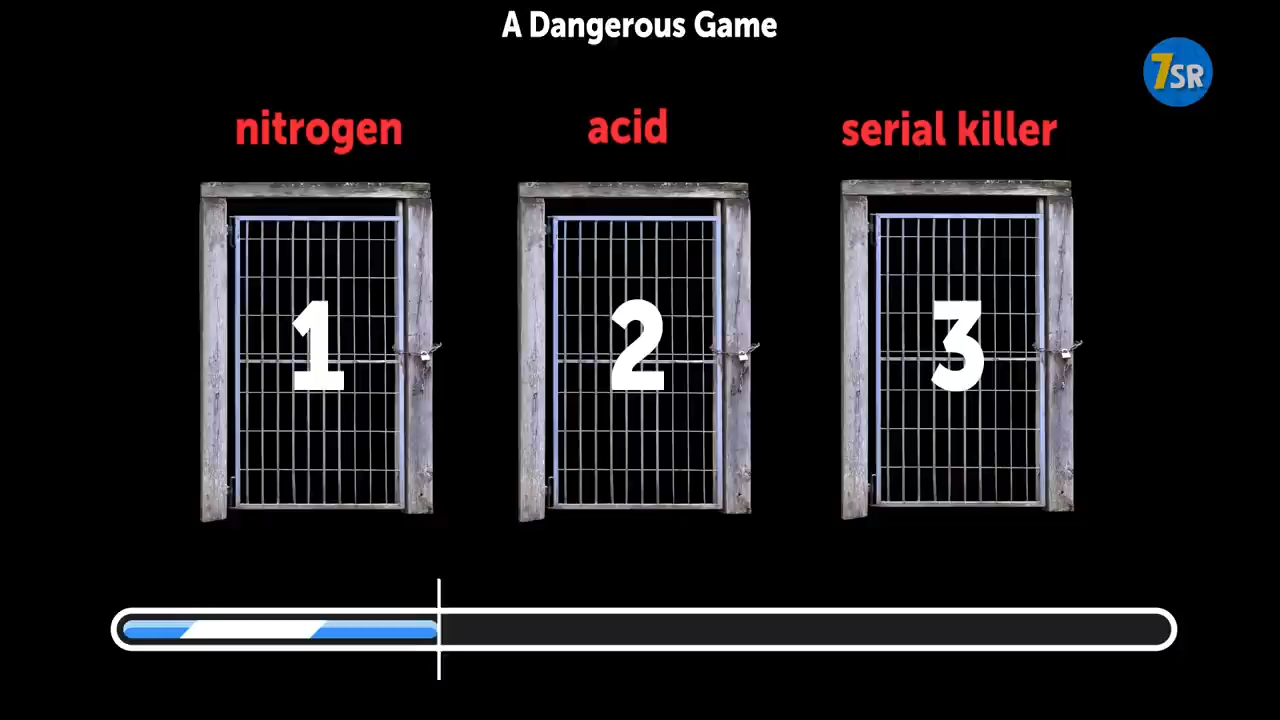 A Dangerous Game
7SR
nitrogen
acid
serial killer
1
2
3